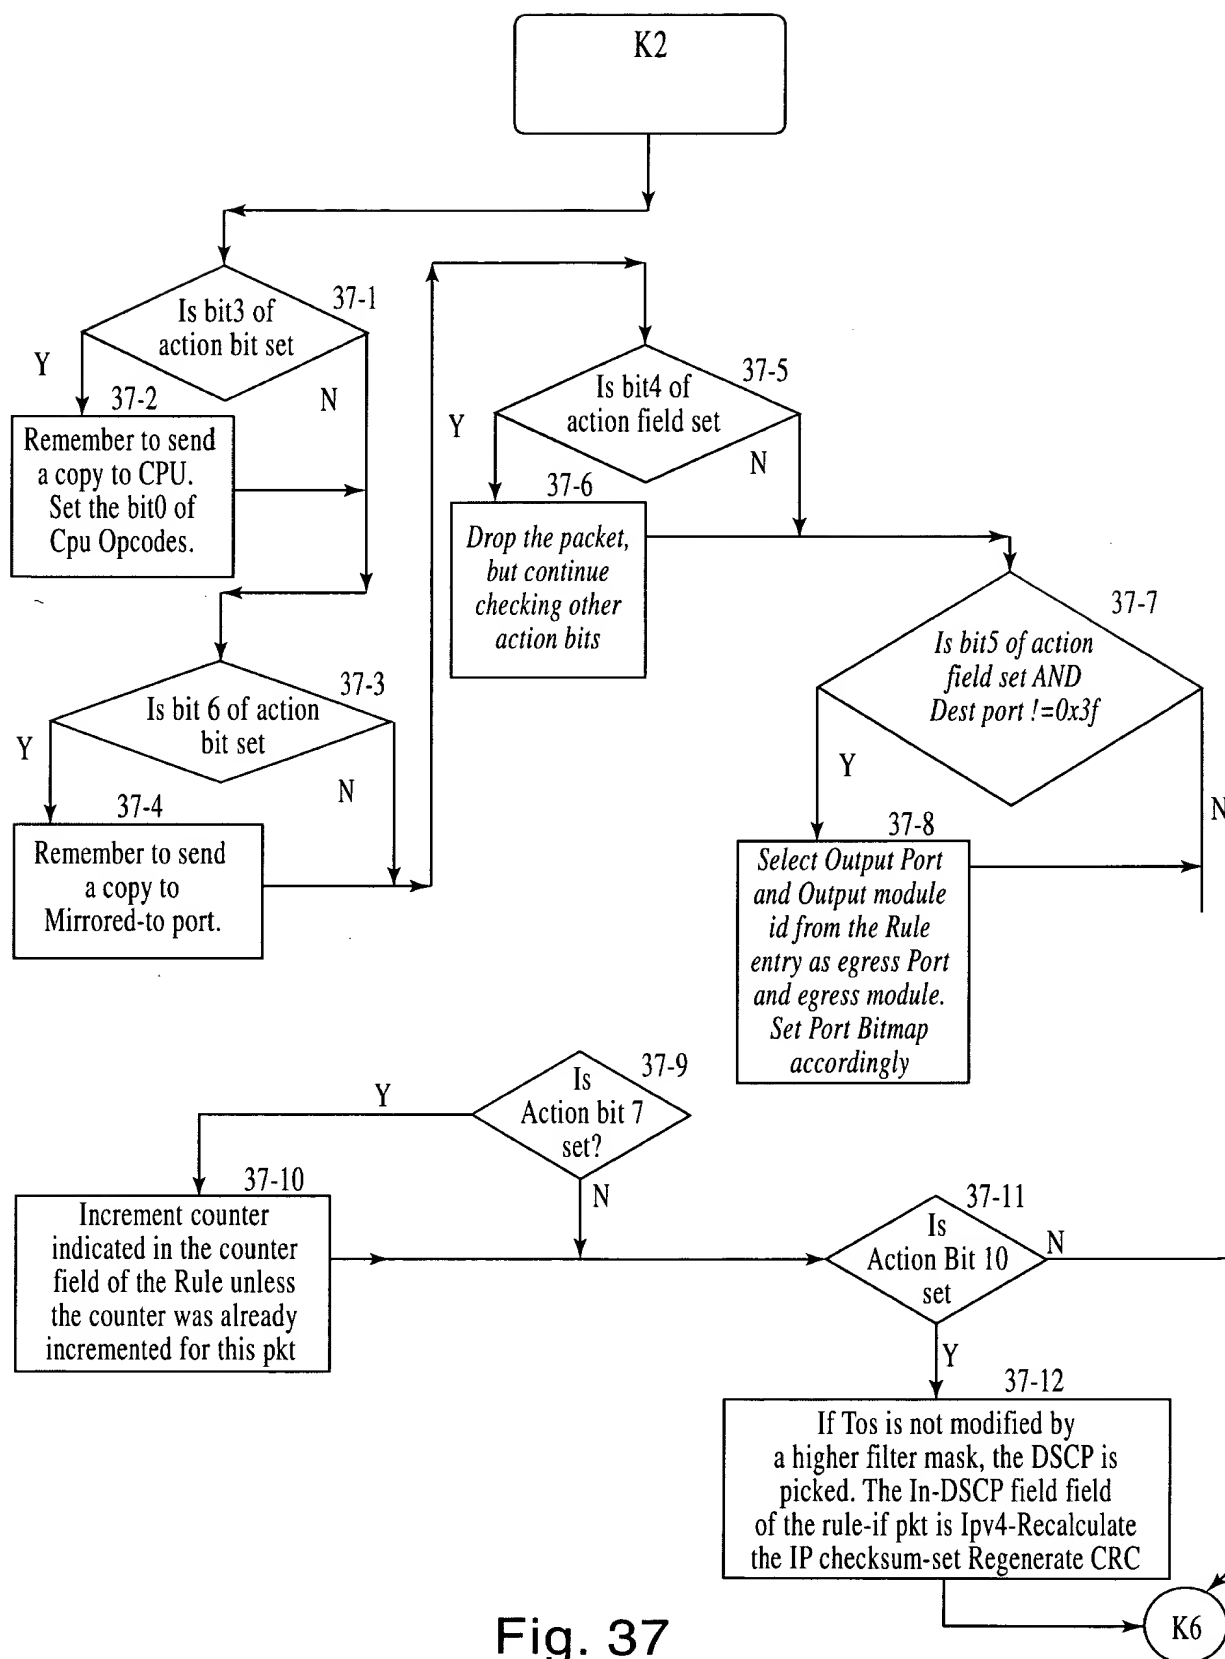 K2
37-1
Is bit3 of
action bit set
Y
N
37-2
Remember to send
a copy to CPU.
Set the bit0 of
Cpu Opcodes.
37-3
Is bit 6 of action
bit set
Y
N
37-4
Remember to send
a copy to
Mirrored-to port.
37-5
Is bit4 of
action field set
Y
N
37-6
Drop the packet,
but continue
checking other
action bits
37-7
Is bit5 of action
field set AND
Dest port !=0x3f
Y
N
37-8
Select Output Port
and Output module
id from the Rule
entry as egress Port
and egress module.
Set Port Bitmap
accordingly
37-9
Is
Action bit 7
set?
Y
N
37-10
Increment counter
indicated in the counter
field of the Rule unless
the counter was already
incremented for this pkt
37-11
Is
Action Bit 10
set
N
Y
37-12
If Tos is not modified by
a higher filter mask, the DSCP is
picked. The In-DSCP field field
of the rule-if pkt is Ipv4-Recalculate
the IP checksum-set Regenerate CRC
K6
Fig. 37